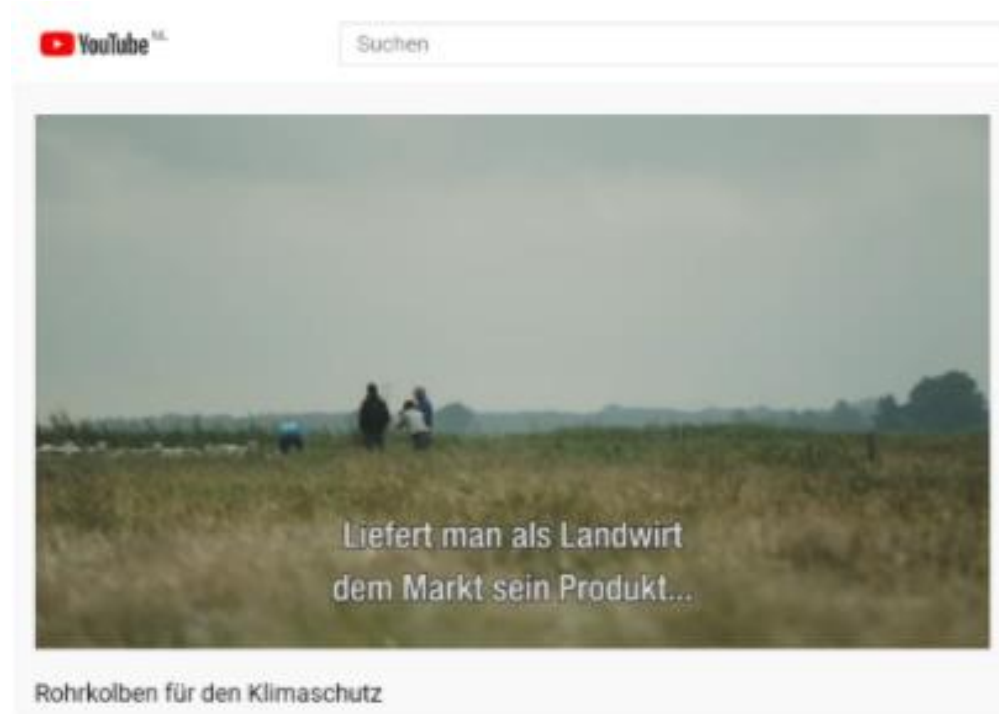 YouTube NL
Suchen
Liefert man als Landwirt
dem Markt sein Produkt...
Rohrkolben für den Klimaschutz